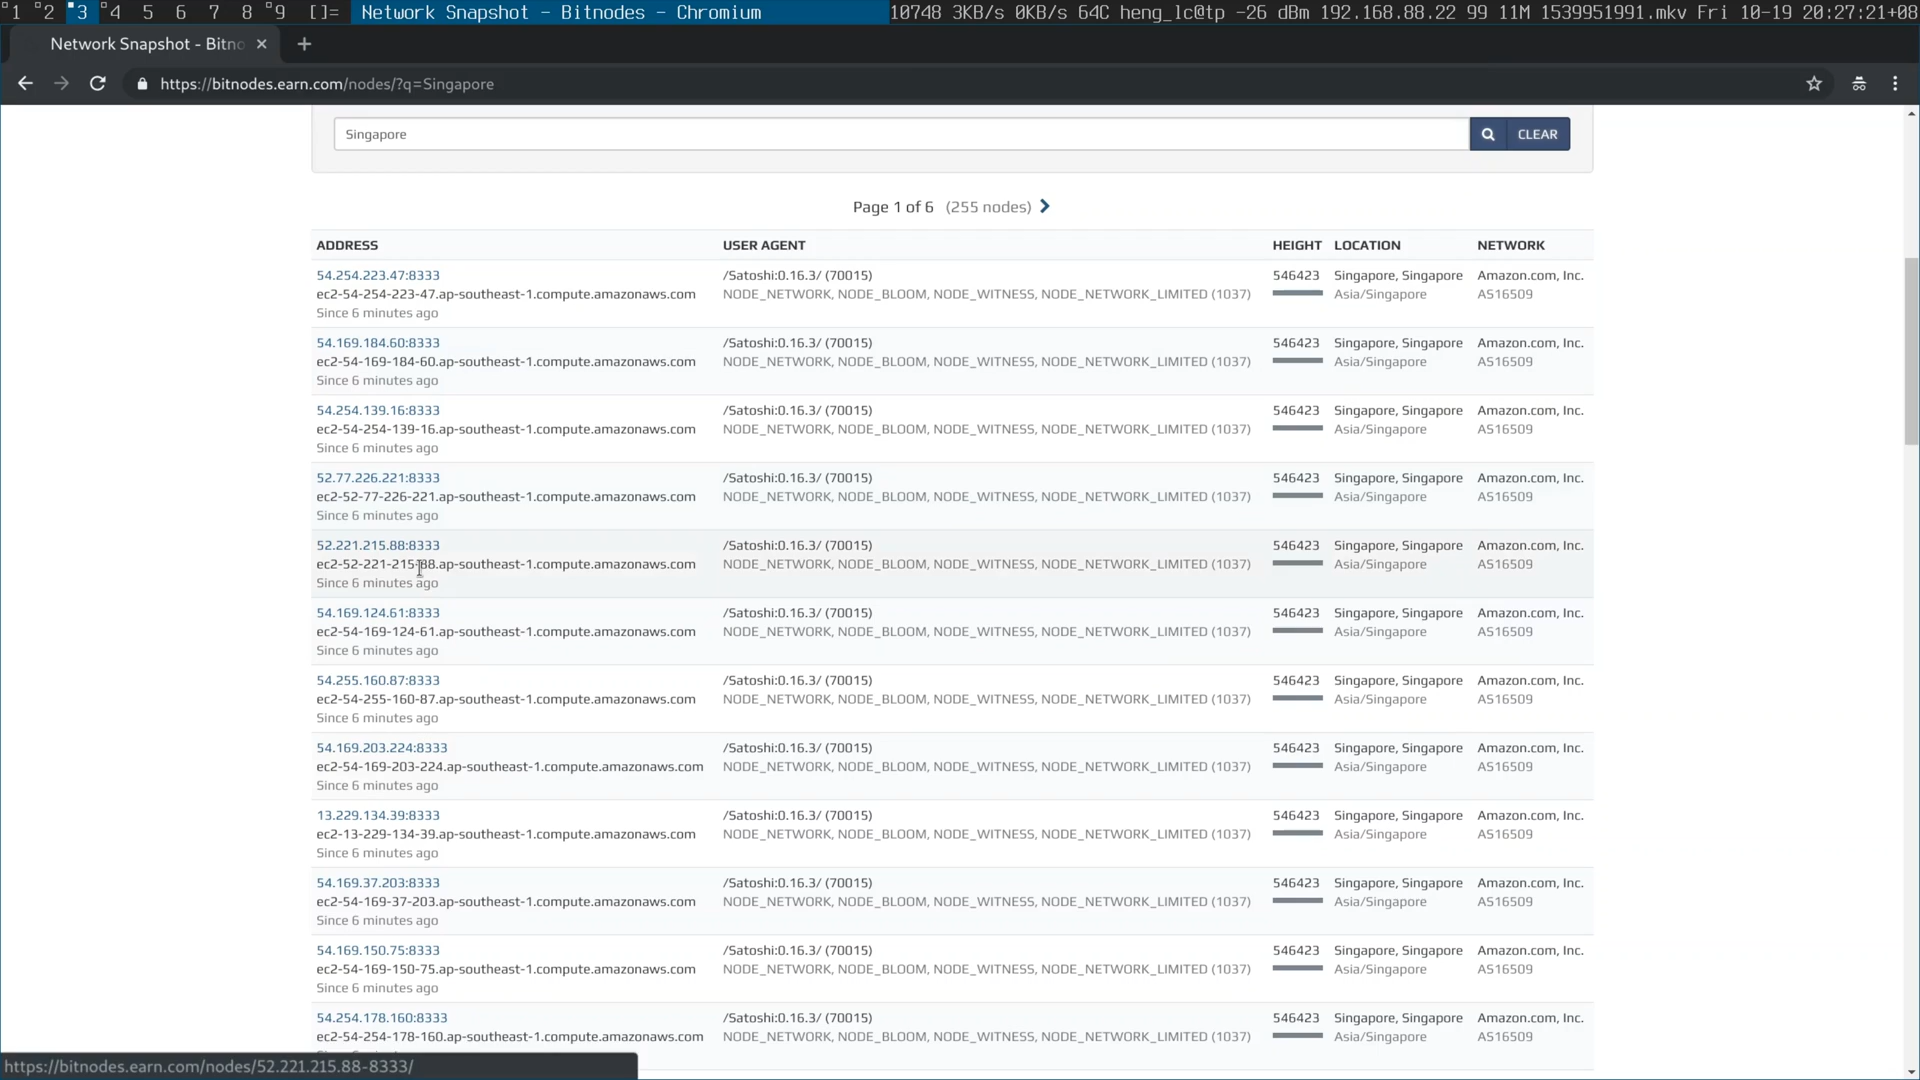 1 2 3 4 5 6 7 8 9 []= Network Snapshot - Bitnodes - Chromium 10748 3KB/s 0KB/s 64C heng_lc@tp -26 dBm 192.168.88.22 99 11M 1539951991.mkv Fri 10-19 20:27:21+08
Network Snapshot - Bitno
https://bitnodes.earn.com/nodes/?q=Singapore
Singapore CLEAR
Page 1 of 6 (255 nodes)
ADDRESS USER AGENT HEIGHT LOCATION NETWORK
54.254.223.47:8333 /Satoshi:0.16.3/ (70015) 546423 Singapore, Singapore Amazon.com, Inc.
ec2-54-254-223-47.ap-southeast-1.compute.amazonaws.com NODE_NETWORK, NODE_BLOOM, NODE_WITNESS, NODE_NETWORK_LIMITED (1037) Asia/Singapore AS16509
Since 6 minutes ago
54.169.184.60:8333 /Satoshi:0.16.3/ (70015) 546423 Singapore, Singapore Amazon.com, Inc.
ec2-54-169-184-60.ap-southeast-1.compute.amazonaws.com NODE_NETWORK, NODE_BLOOM, NODE_WITNESS, NODE_NETWORK_LIMITED (1037) Asia/Singapore AS16509
Since 6 minutes ago
54.254.139.16:8333 /Satoshi:0.16.3/ (70015) 546423 Singapore, Singapore Amazon.com, Inc.
ec2-54-254-139-16.ap-southeast-1.compute.amazonaws.com NODE_NETWORK, NODE_BLOOM, NODE_WITNESS, NODE_NETWORK_LIMITED (1037) Asia/Singapore AS16509
Since 6 minutes ago
52.77.226.221:8333 /Satoshi:0.16.3/ (70015) 546423 Singapore, Singapore Amazon.com, Inc.
ec2-52-77-226-221.ap-southeast-1.compute.amazonaws.com NODE_NETWORK, NODE_BLOOM, NODE_WITNESS, NODE_NETWORK_LIMITED (1037) Asia/Singapore AS16509
Since 6 minutes ago
52.221.215.88:8333 /Satoshi:0.16.3/ (70015) 546423 Singapore, Singapore Amazon.com, Inc.
ec2-52-221-215-88.ap-southeast-1.compute.amazonaws.com NODE_NETWORK, NODE_BLOOM, NODE_WITNESS, NODE_NETWORK_LIMITED (1037) Asia/Singapore AS16509
Since 6 minutes ago
54.169.124.61:8333 /Satoshi:0.16.3/ (70015) 546423 Singapore, Singapore Amazon.com, Inc.
ec2-54-169-124-61.ap-southeast-1.compute.amazonaws.com NODE_NETWORK, NODE_BLOOM, NODE_WITNESS, NODE_NETWORK_LIMITED (1037) Asia/Singapore AS16509
Since 6 minutes ago
54.255.160.87:8333 /Satoshi:0.16.3/ (70015) 546423 Singapore, Singapore Amazon.com, Inc.
ec2-54-255-160-87.ap-southeast-1.compute.amazonaws.com NODE_NETWORK, NODE_BLOOM, NODE_WITNESS, NODE_NETWORK_LIMITED (1037) Asia/Singapore AS16509
Since 6 minutes ago
54.169.203.224:8333 /Satoshi:0.16.3/ (70015) 546423 Singapore, Singapore Amazon.com, Inc.
ec2-54-169-203-224.ap-southeast-1.compute.amazonaws.com NODE_NETWORK, NODE_BLOOM, NODE_WITNESS, NODE_NETWORK_LIMITED (1037) Asia/Singapore AS16509
Since 6 minutes ago
13.229.134.39:8333 /Satoshi:0.16.3/ (70015) 546423 Singapore, Singapore Amazon.com, Inc.
ec2-13-229-134-39.ap-southeast-1.compute.amazonaws.com NODE_NETWORK, NODE_BLOOM, NODE_WITNESS, NODE_NETWORK_LIMITED (1037) Asia/Singapore AS16509
Since 6 minutes ago
54.169.37.203:8333 /Satoshi:0.16.3/ (70015) 546423 Singapore, Singapore Amazon.com, Inc.
ec2-54-169-37-203.ap-southeast-1.compute.amazonaws.com NODE_NETWORK, NODE_BLOOM, NODE_WITNESS, NODE_NETWORK_LIMITED (1037) Asia/Singapore AS16509
Since 6 minutes ago
54.169.150.75:8333 /Satoshi:0.16.3/ (70015) 546423 Singapore, Singapore Amazon.com, Inc.
ec2-54-169-150-75.ap-southeast-1.compute.amazonaws.com NODE_NETWORK, NODE_BLOOM, NODE_WITNESS, NODE_NETWORK_LIMITED (1037) Asia/Singapore AS16509
Since 6 minutes ago
54.254.178.160:8333 /Satoshi:0.16.3/ (70015) 546423 Singapore, Singapore Amazon.com, Inc.
ec2-54-254-178-160.ap-southeast-1.compute.amazonaws.com NODE_NETWORK, NODE_BLOOM, NODE_WITNESS, NODE_NETWORK_LIMITED (1037) Asia/Singapore AS16509
https://bitnodes.earn.com/nodes/52.221.215.88-8333/